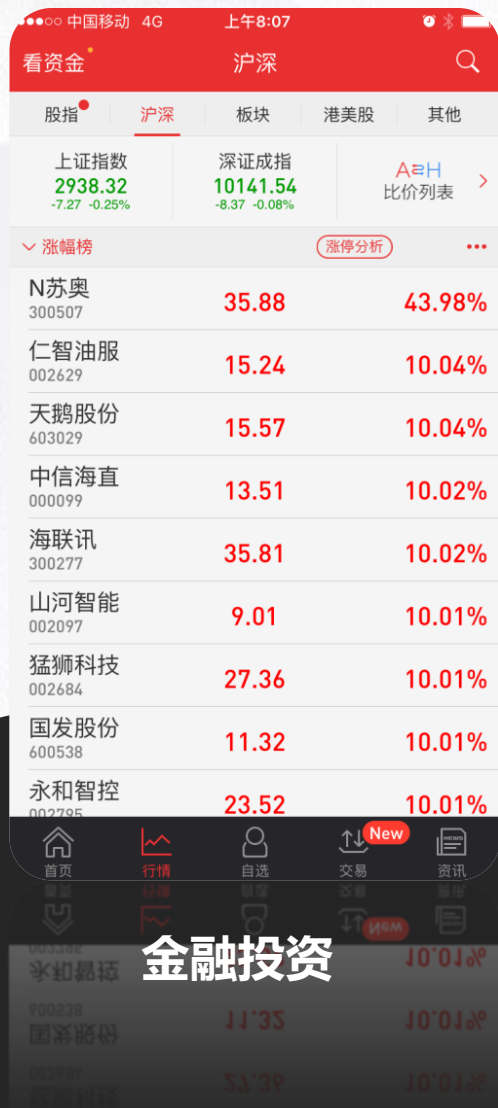 中国移动 4G 上午8:07
看资金 沪深
股指 沪深 板块 港美股 其他
上证指数 深证成指 A⇄H
2938.32 10141.54 比价列表
-7.27 -0.25% -8.37 -0.08%
涨幅榜 涨停分析
N苏奥 35.88 43.98%
300507
仁智油服 15.24 10.04%
002629
天鹅股份 15.57 10.04%
603029
中信海直 13.51 10.02%
000099
海联讯 35.81 10.02%
300277
山河智能 9.01 10.01%
002097
猛狮科技 27.36 10.01%
002684
国发股份 11.32 10.01%
600538
永和智控 23.52 10.01%
002795
New
首页 行情 自选 交易 资讯
金融投资